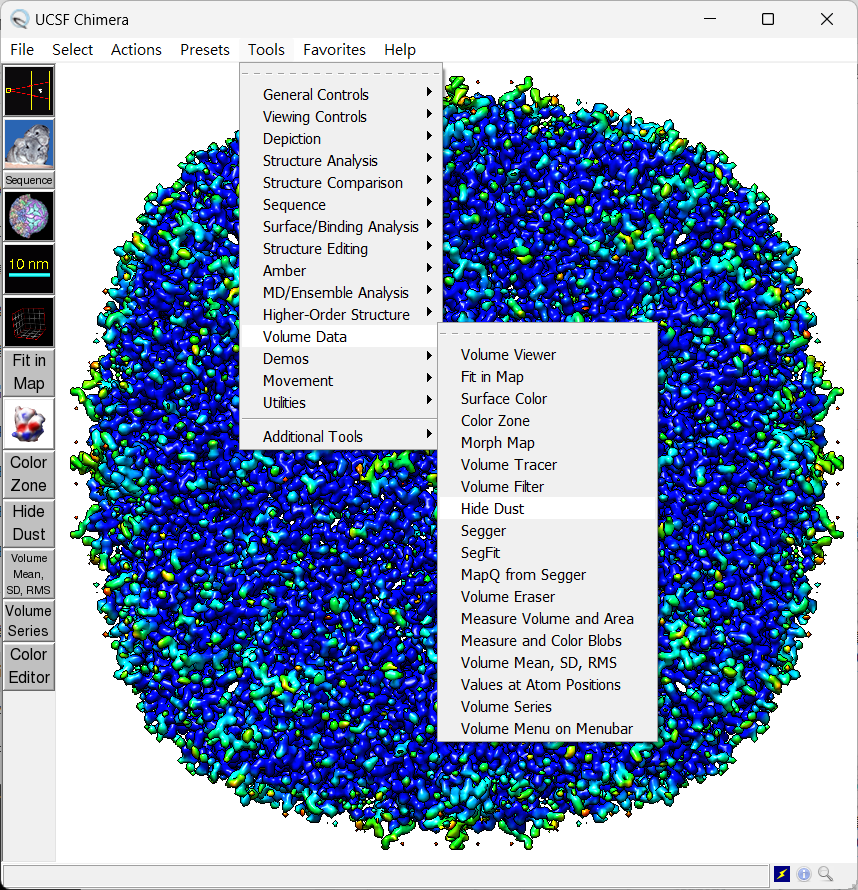 UCSF Chimera
File Select Actions Presets Tools Favorites Help
General Controls
Viewing Controls
Depiction
Structure Analysis
Structure Comparison
Sequence
Surface/Binding Analysis
Structure Editing
Amber
MD/Ensemble Analysis
Higher-Order Structure
Volume Data
Demos
Movement
Utilities
Additional Tools
Volume Viewer
Fit in Map
Surface Color
Color Zone
Morph Map
Volume Tracer
Volume Filter
Hide Dust
Segger
SegFit
MapQ from Segger
Volume Eraser
Measure Volume and Area
Measure and Color Blobs
Volume Mean, SD, RMS
Values at Atom Positions
Volume Series
Volume Menu on Menubar
Sequence
10 nm
Fit in
Map
Color
Zone
Hide
Dust
Volume
Mean,
SD, RMS
Volume
Series
Color
Editor